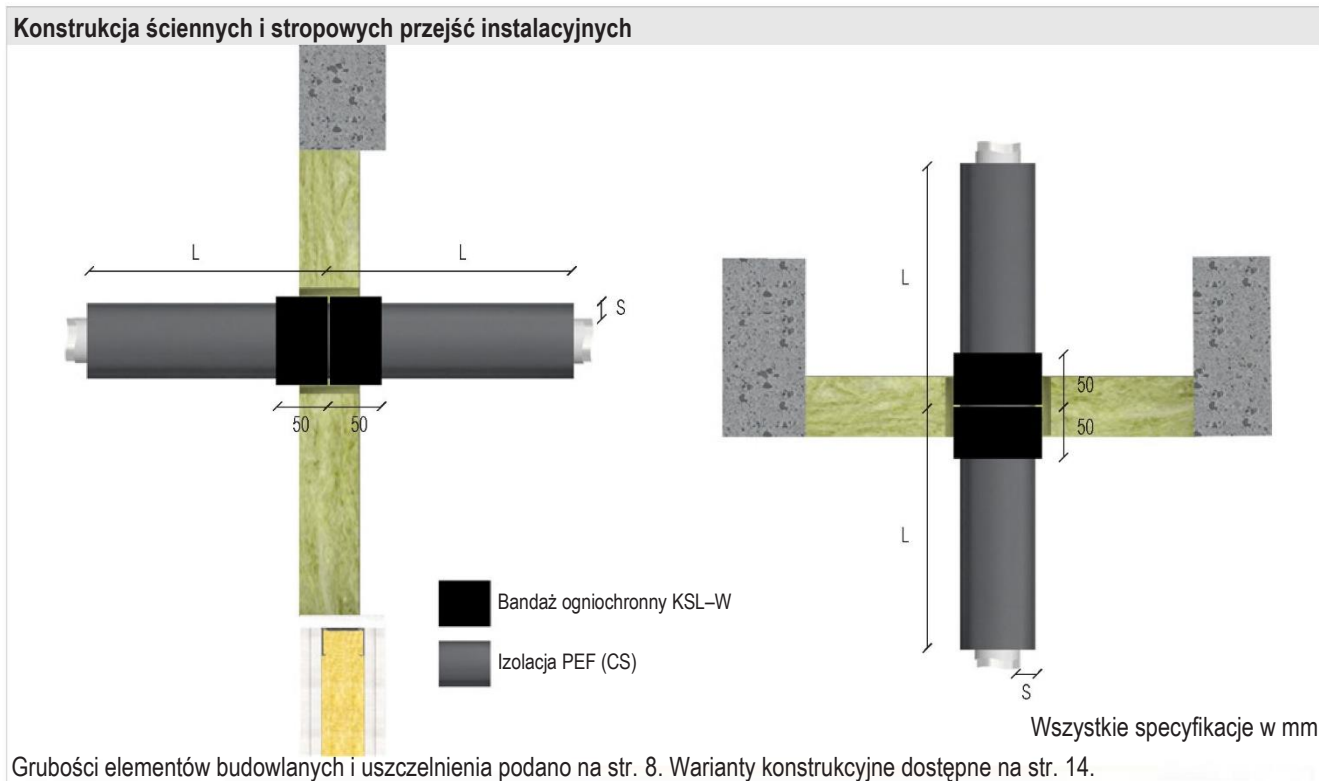 Konstrukcja ściennych i stropowych przejść instalacyjnych
L
L
S
50
50
L
50
50
L
S
Bandaż ogniochronny KSL–W
Izolacja PEF (CS)
Wszystkie specyfikacje w mm
Grubości elementów budowlanych i uszczelnienia podano na str. 8. Warianty konstrukcyjne dostępne na str. 14.